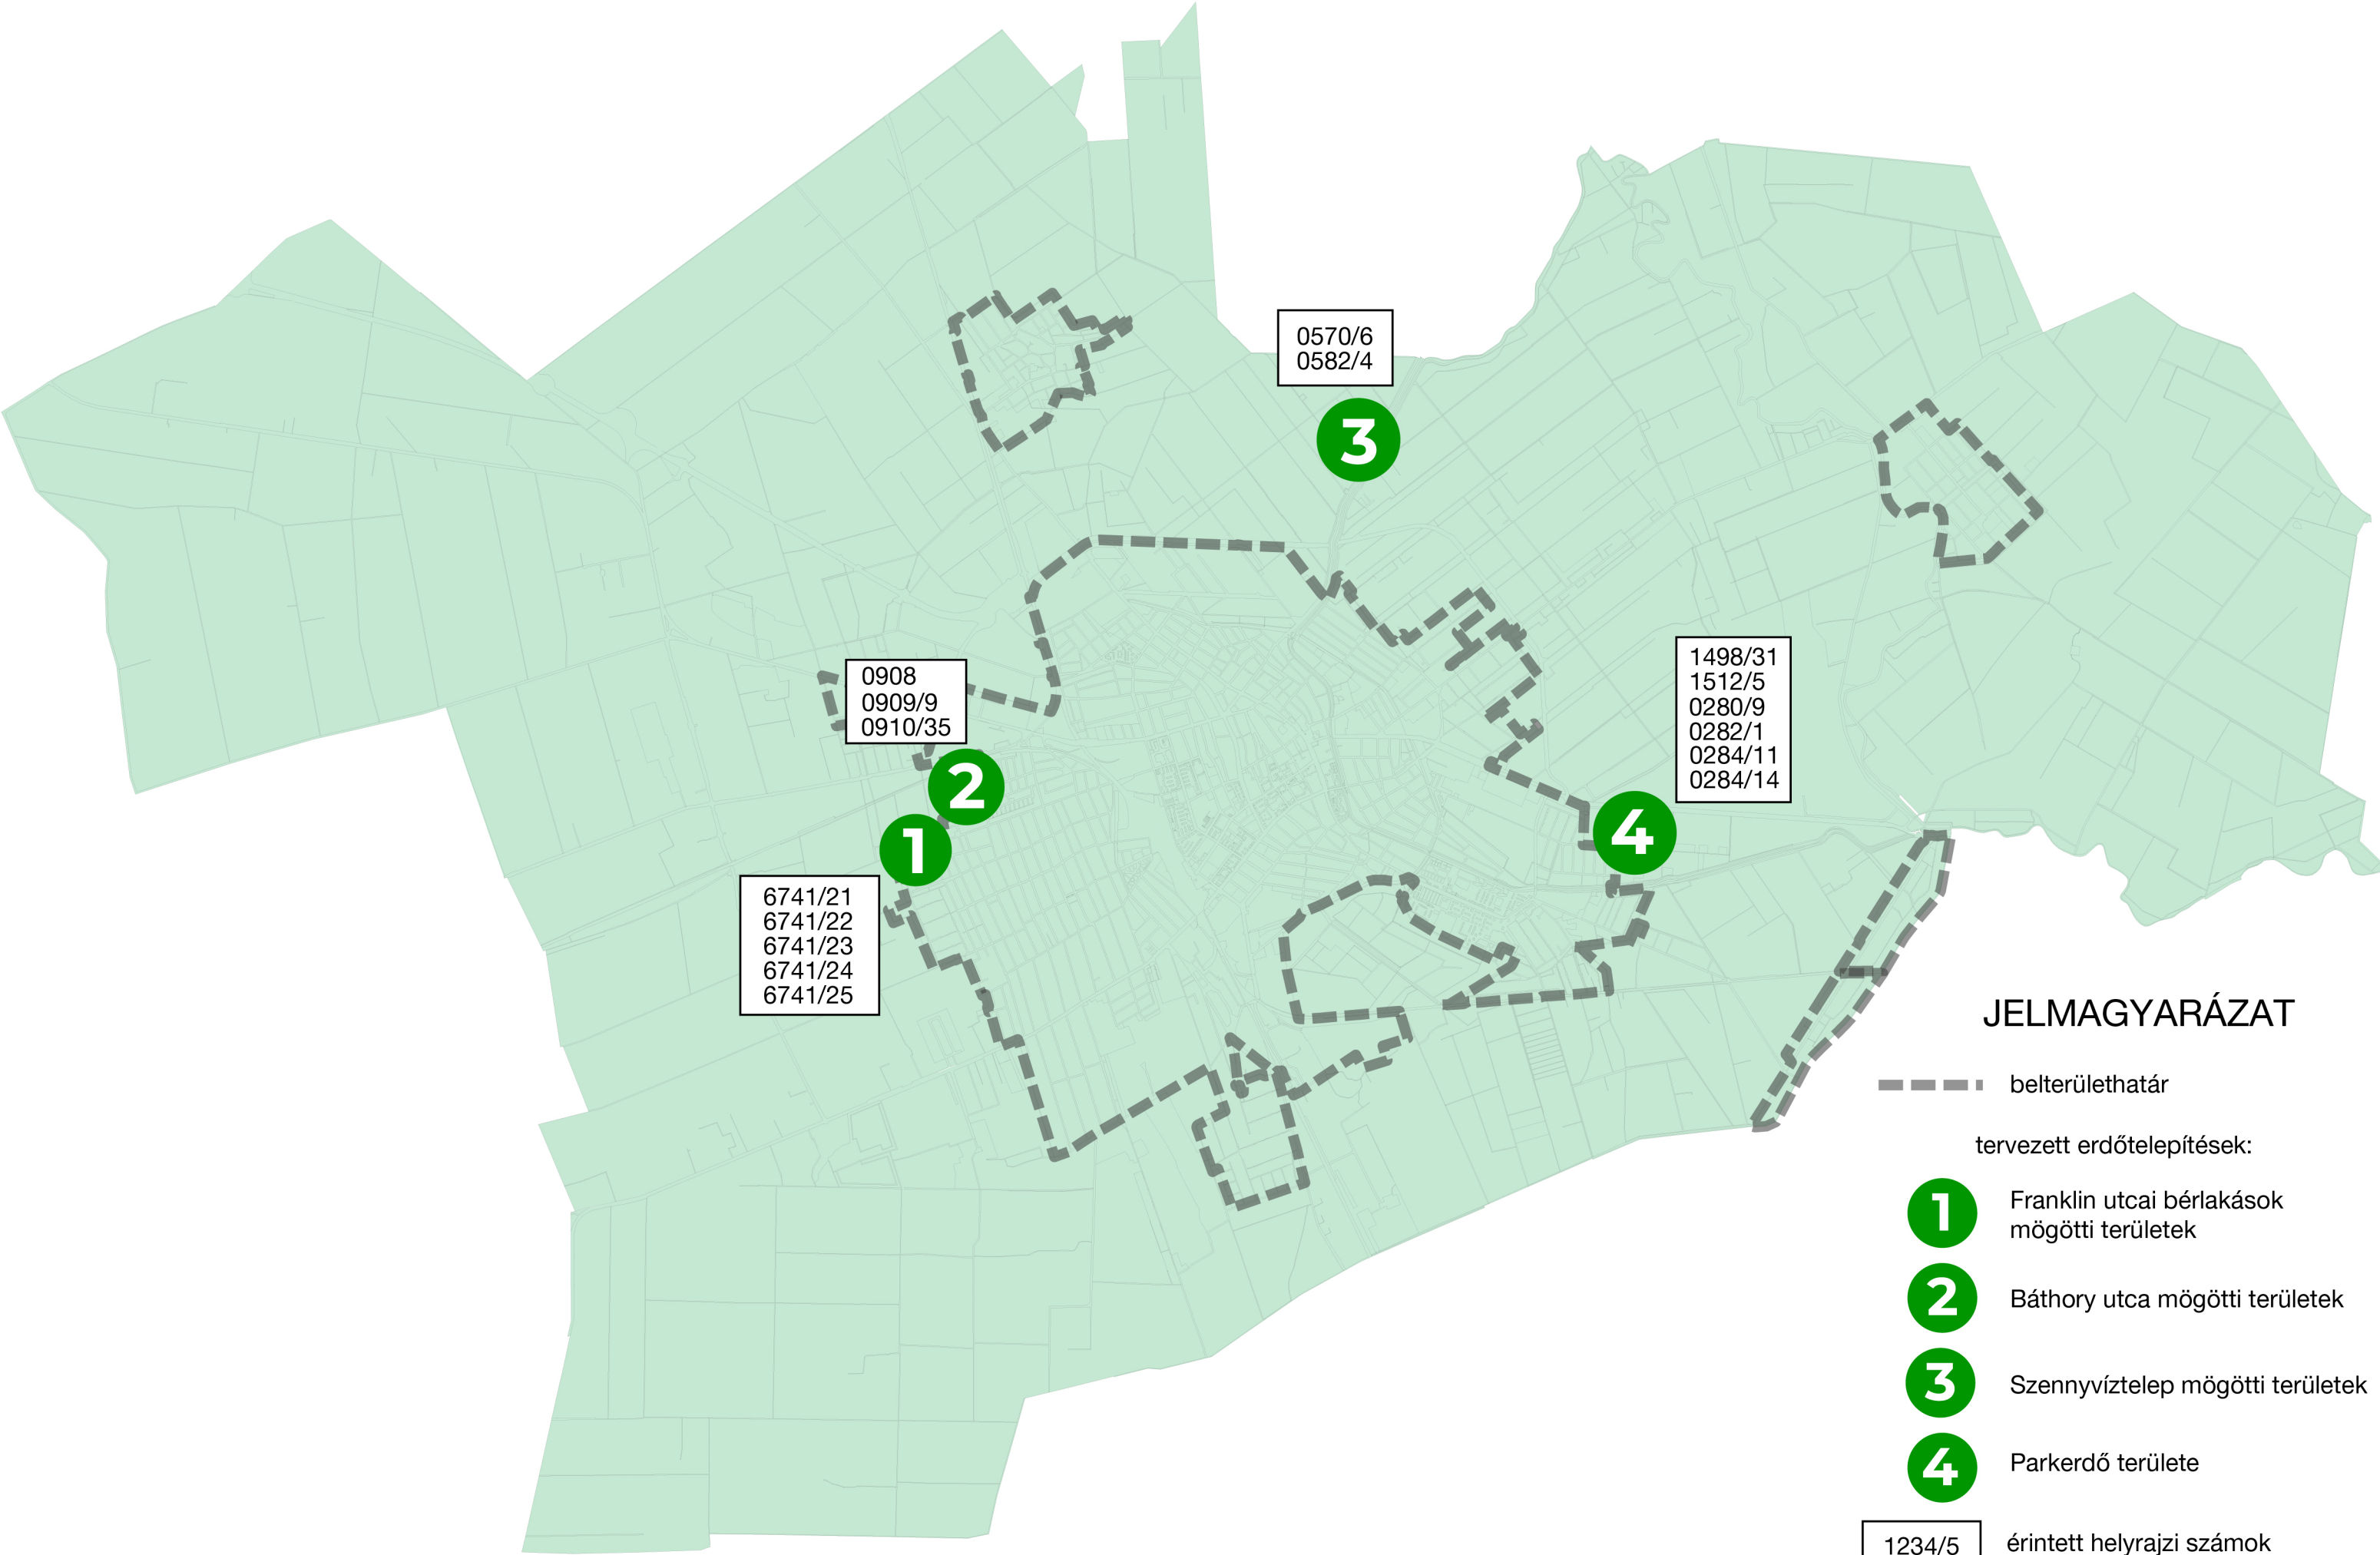 0570/6
0582/4
3
0908
0909/9
0910/35
2
1
6741/21
6741/22
6741/23
6741/24
6741/25
1498/31
1512/5
0280/9
0282/1
0284/11
0284/14
4
JELMAGYARÁZAT
belterülethatár
tervezett erdőtelepítések:
1 Franklin utcai bérlakások
mögötti területek
2 Báthory utca mögötti területek
3 Szennyvíztelep mögötti területek
4 Parkerdő területe
1234/5 érintett helyrajzi számok